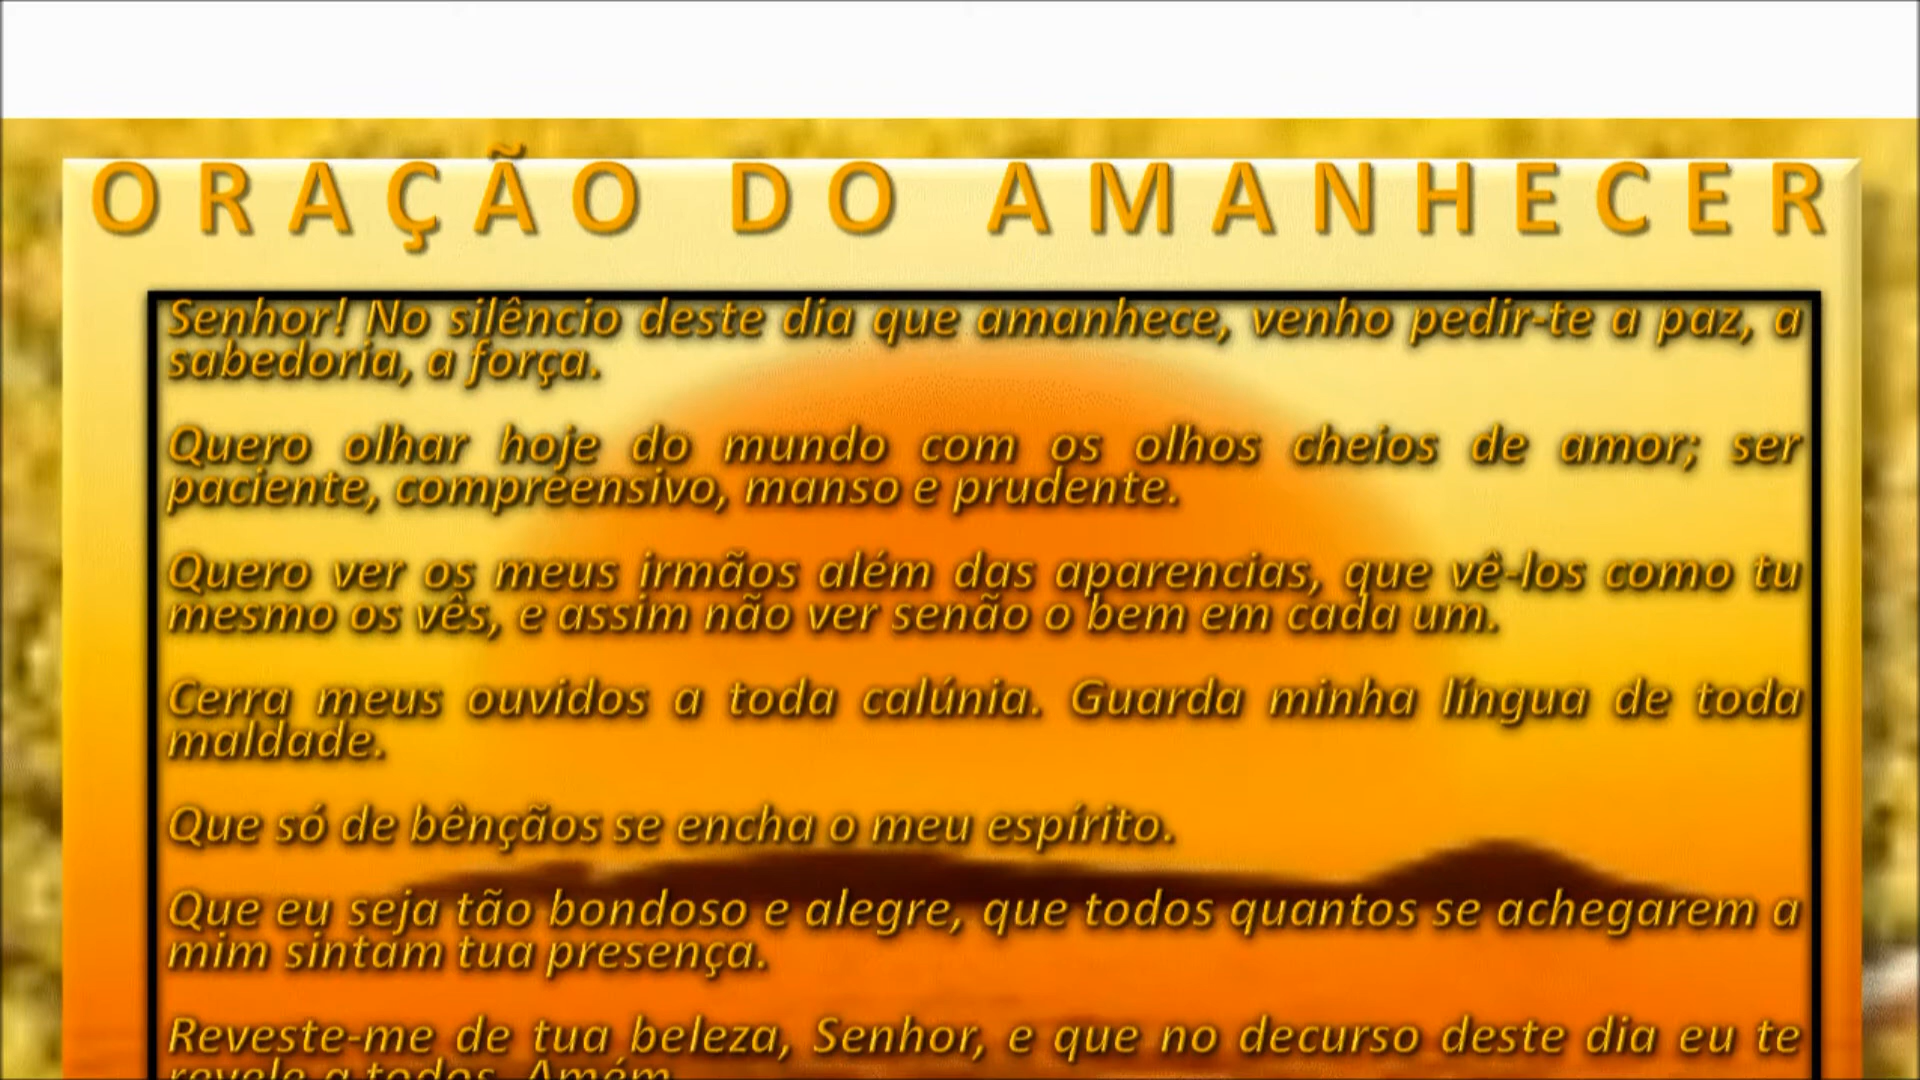 ORAÇÃO DO AMANHECER
Senhor! No silêncio deste dia que amanhece, venho pedir-te a paz, a
sabedoria, a força.
Quero olhar hoje do mundo com os olhos cheios de amor; ser
paciente, compreensivo, manso e prudente.
Quero ver os meus irmãos além das aparencias, que vê-los como tu
mesmo os vês, e assim não ver senão o bem em cada um.
Cerra meus ouvidos a toda calúnia. Guarda minha língua de toda
maldade.
Que só de bênçãos se encha o meu espírito.
Que eu seja tão bondoso e alegre, que todos quantos se achegarem a
mim sintam tua presença.
Reveste-me de tua beleza, Senhor, e que no decurso deste dia eu te
revele a todos. Amém.